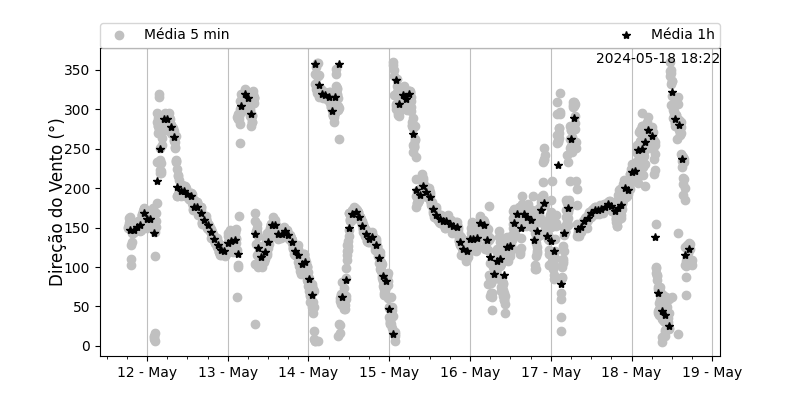 Média 5 min
Média 1h
2024-05-18 18:22
Direção do Vento (°)
350
300
250
200
150
100
50
0
12 - May
13 - May
14 - May
15 - May
16 - May
17 - May
18 - May
19 - May